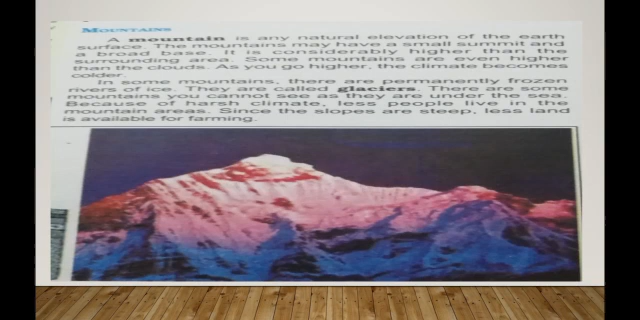 MOUNTAINS
A mountain is any natural elevation of the earth
surface. The mountains may have a small summit and
a broad base. It is considerably higher than the
surrounding area. Some mountains are even higher
than the clouds. As you go higher, the climate becomes
colder.
In some mountains, there are permanently frozen
rivers of ice. They are called glaciers. There are some
mountains you cannot see as they are under the sea.
Because of harsh climate, less people live in the
mountain areas. Since the slopes are steep, less land
is available for farming.